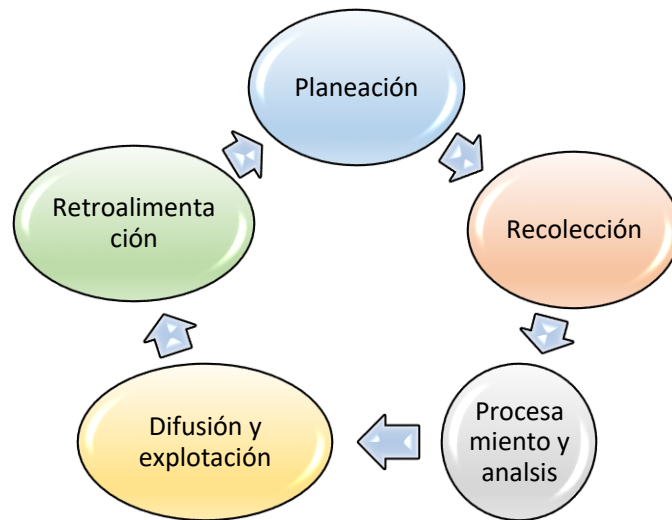 Planeación
Recolección
Procesa
miento y
analsis
Difusión y
explotación
Retroalimenta
ción